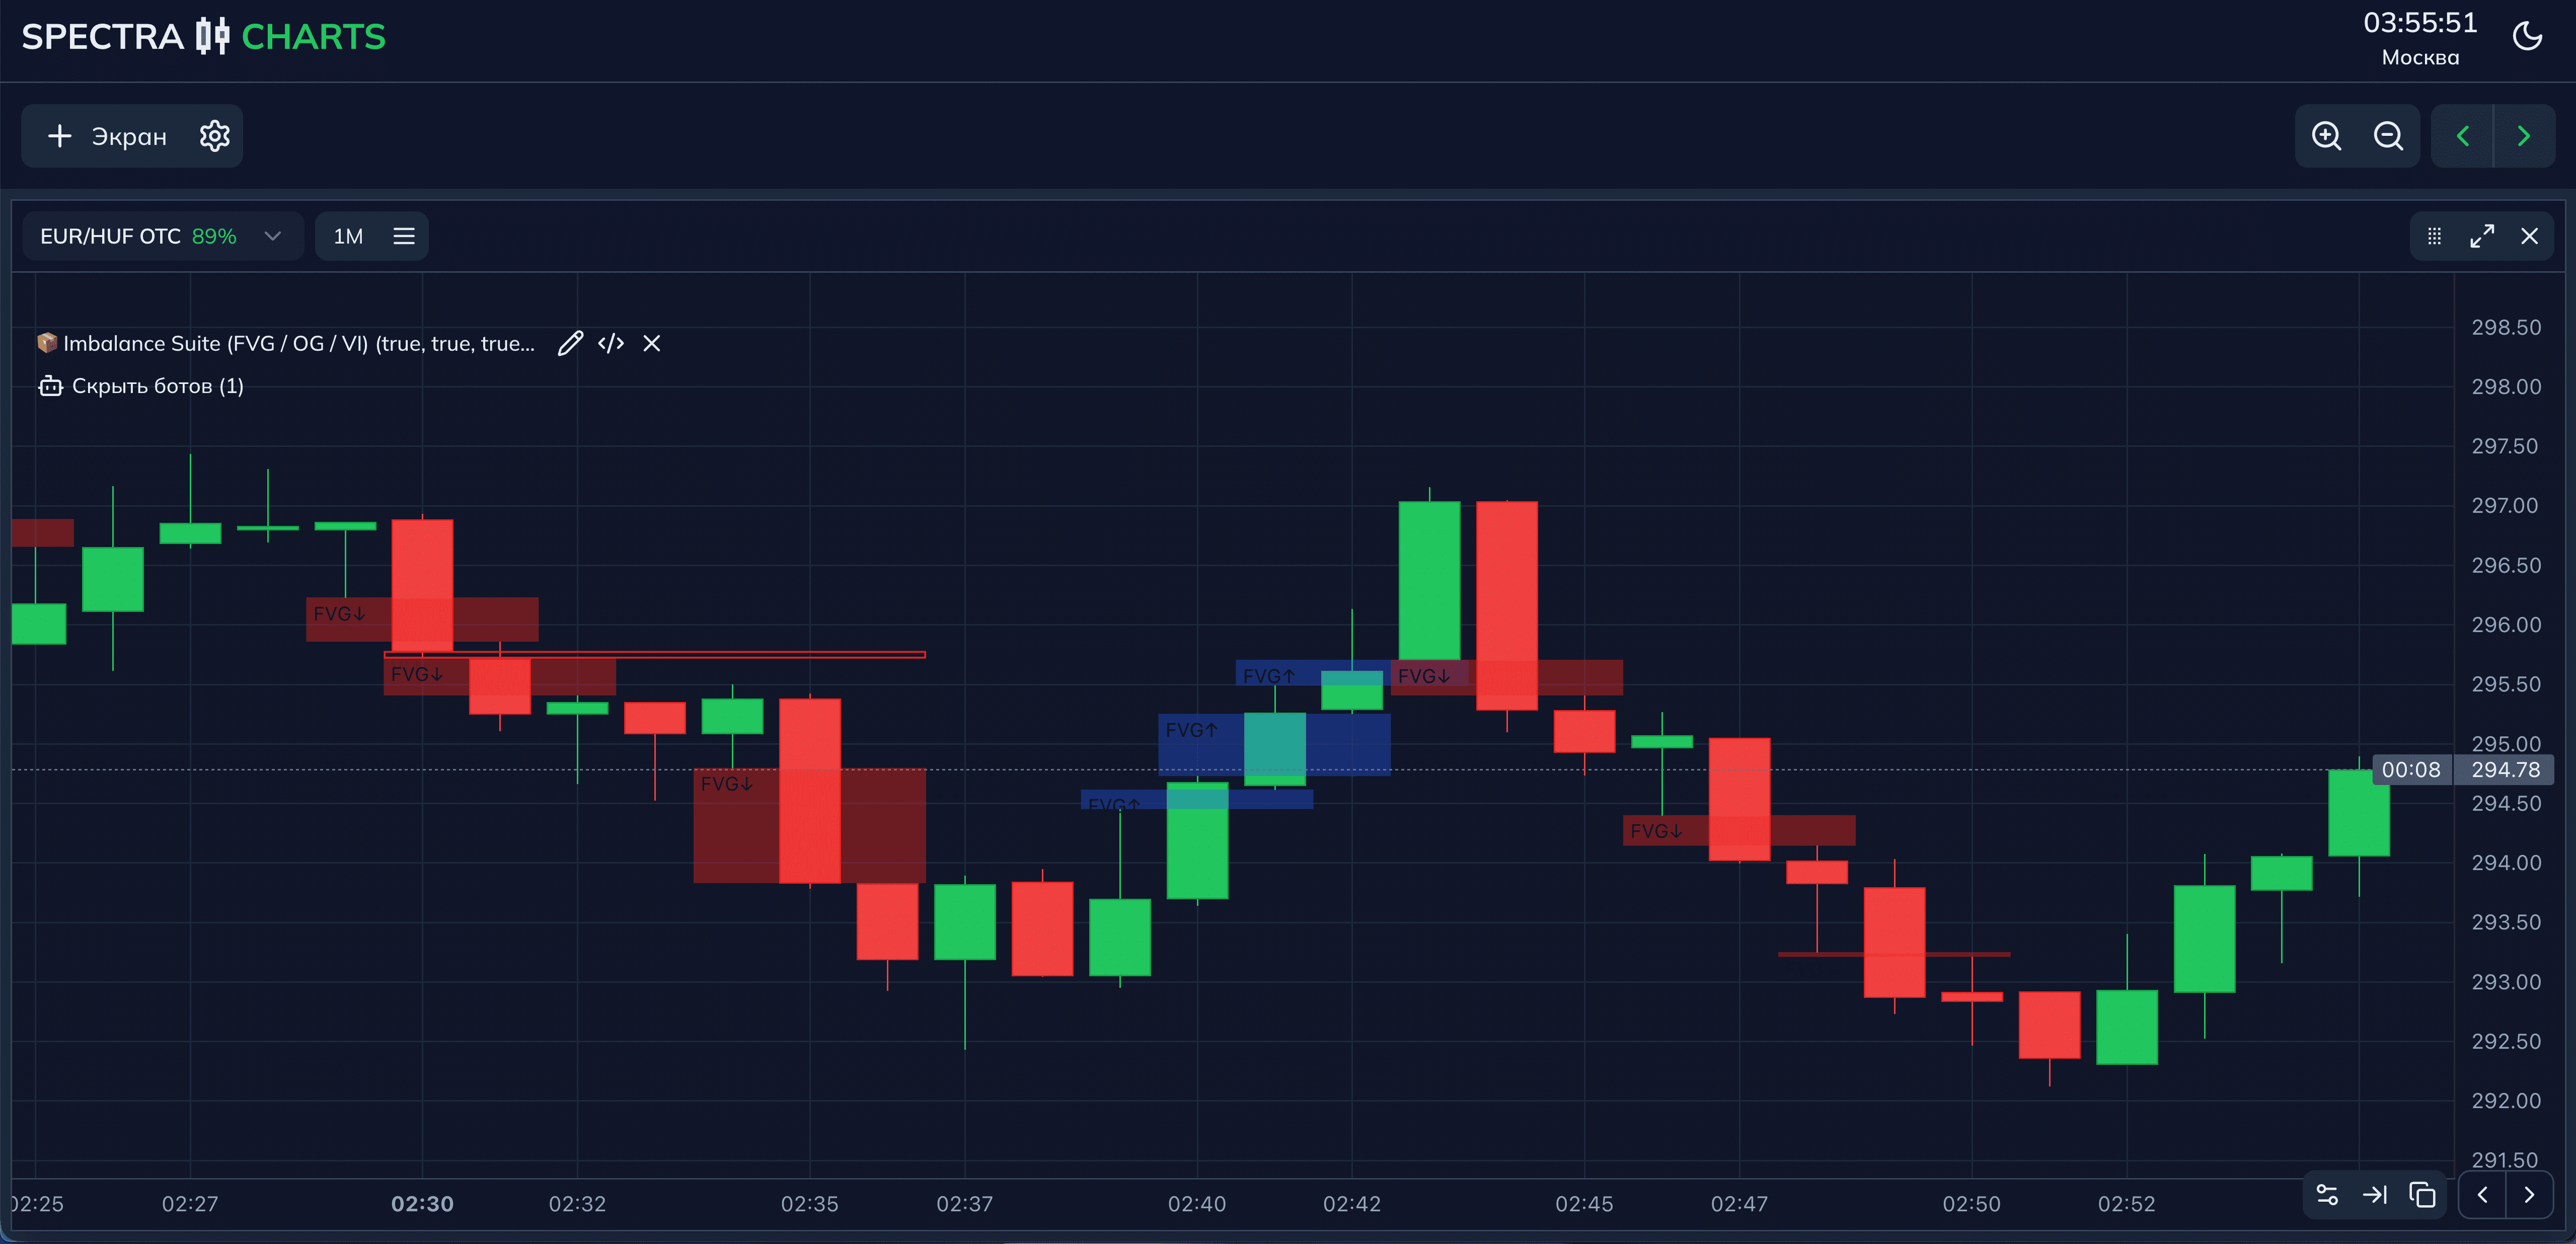 SPECTRA CHARTS
03:55:51
Москва
Экран
EUR/HUF OTC 89%
1M
Imbalance Suite (FVG / OG / VI) (true, true, true...
Скрыть ботов (1)
298.50
298.00
297.50
297.00
296.50
296.00
295.50
295.00
00:08 294.78
294.50
294.00
293.50
293.00
292.50
292.00
291.50
FVG↓
FVG↓
FVG↓
FVG↑
FVG↑
FVG↑
FVG↓
FVG↓
02:25 02:27 02:30 02:32 02:35 02:37 02:40 02:42 02:45 02:47 02:50 02:52